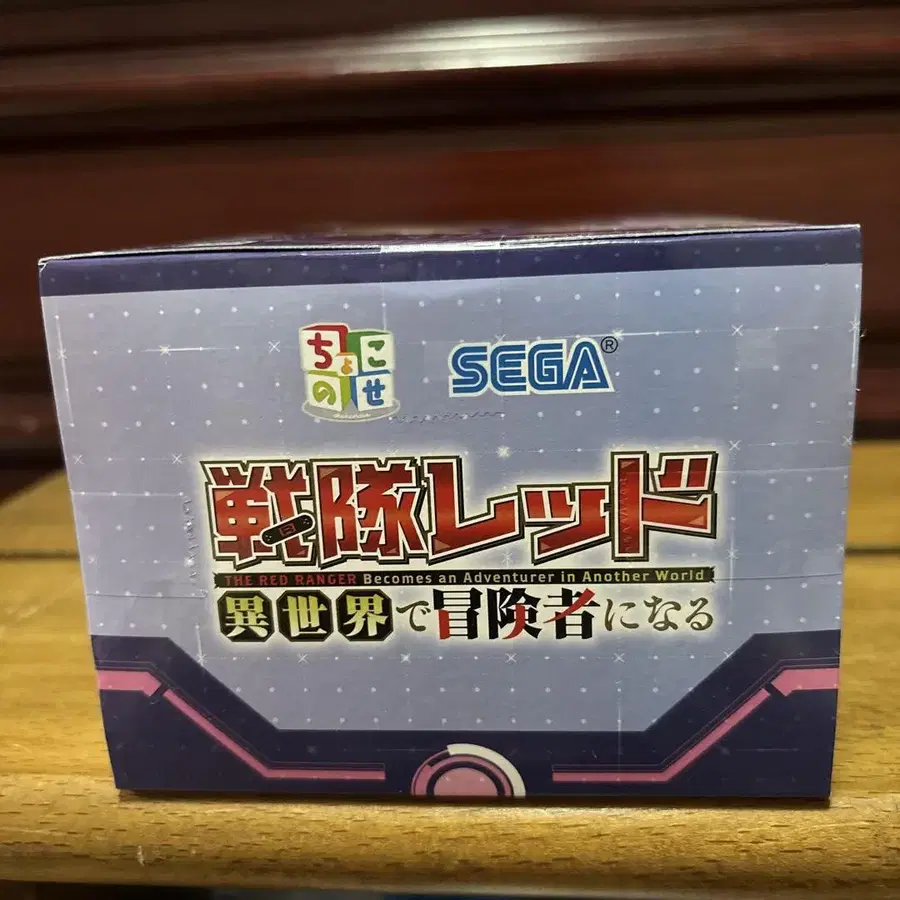 ちょこのせ
SEGA®
戦隊レッド
THE RED RANGER Becomes an Adventurer in Another World
異世界で冒険者になる